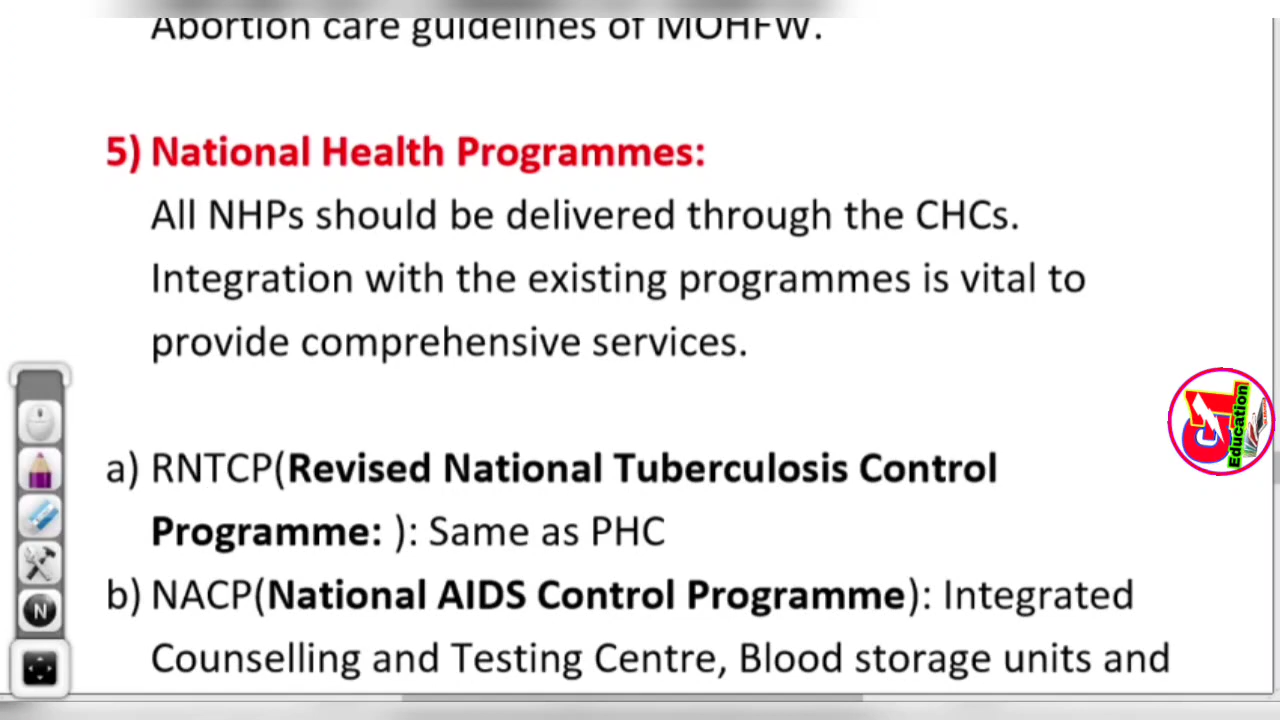 Abortion care guidelines of MOHFW.
5) National Health Programmes:
All NHPs should be delivered through the CHCs.
Integration with the existing programmes is vital to
provide comprehensive services.
a) RNTCP(Revised National Tuberculosis Control
Programme: ): Same as PHC
b) NACP(National AIDS Control Programme): Integrated
Counselling and Testing Centre, Blood storage units and
Education
N